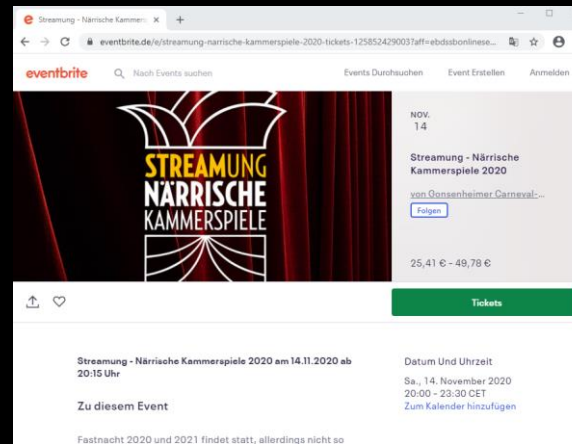 Streamung - Närrische Kammers
eventbrite.de/e/streamung-narrische-kammerspiele-2020-tickets-125852429003?aff=ebdssbonlinese...
eventbrite
Nach Events suchen
Events Durchsuchen
Event Erstellen
Anmelden
STREAMUNG
NÄRRISCHE
KAMMERSPIELE
NOV.
14
Streamung - Närrische
Kammerspiele 2020
von Gonsenheimer Carneval-...
Folgen
25,41 € – 49,78 €
Tickets
Streamung - Närrische Kammerspiele 2020 am 14.11.2020 ab
20:15 Uhr
Zu diesem Event
Fastnacht 2020 und 2021 findet statt, allerdings nicht so
Datum Und Uhrzeit
Sa., 14. November 2020
20:00 – 23:30 CET
Zum Kalender hinzufügen